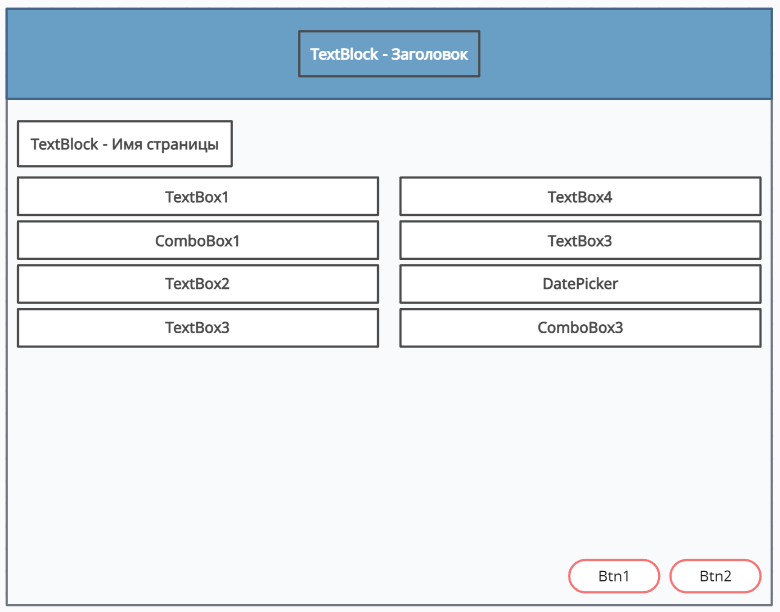 TextBlock - Заголовок
TextBlock - Имя страницы
TextBox1
TextBox4
ComboBox1
TextBox3
TextBox2
DatePicker
TextBox3
ComboBox3
Btn1
Btn2